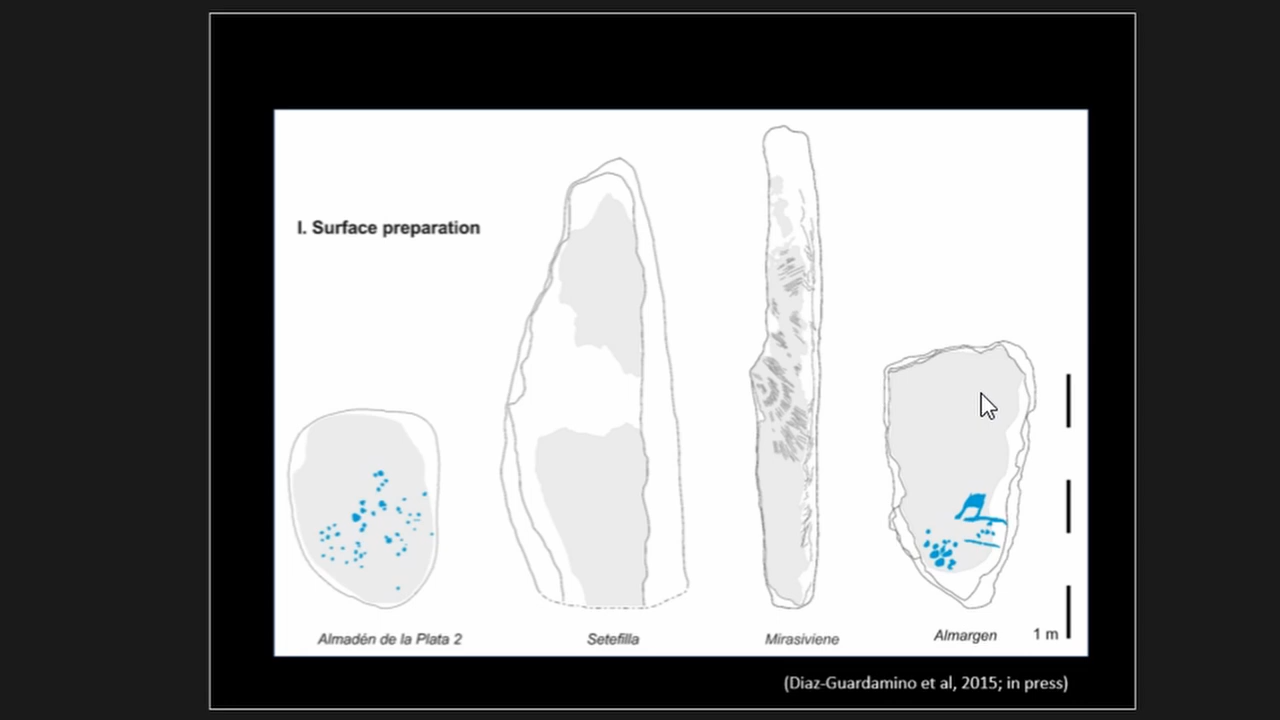 I. Surface preparation
Almadén de la Plata 2
Setefilla
Mirasiviene
Almargen
1 m
(Diaz-Guardamino et al, 2015; in press)